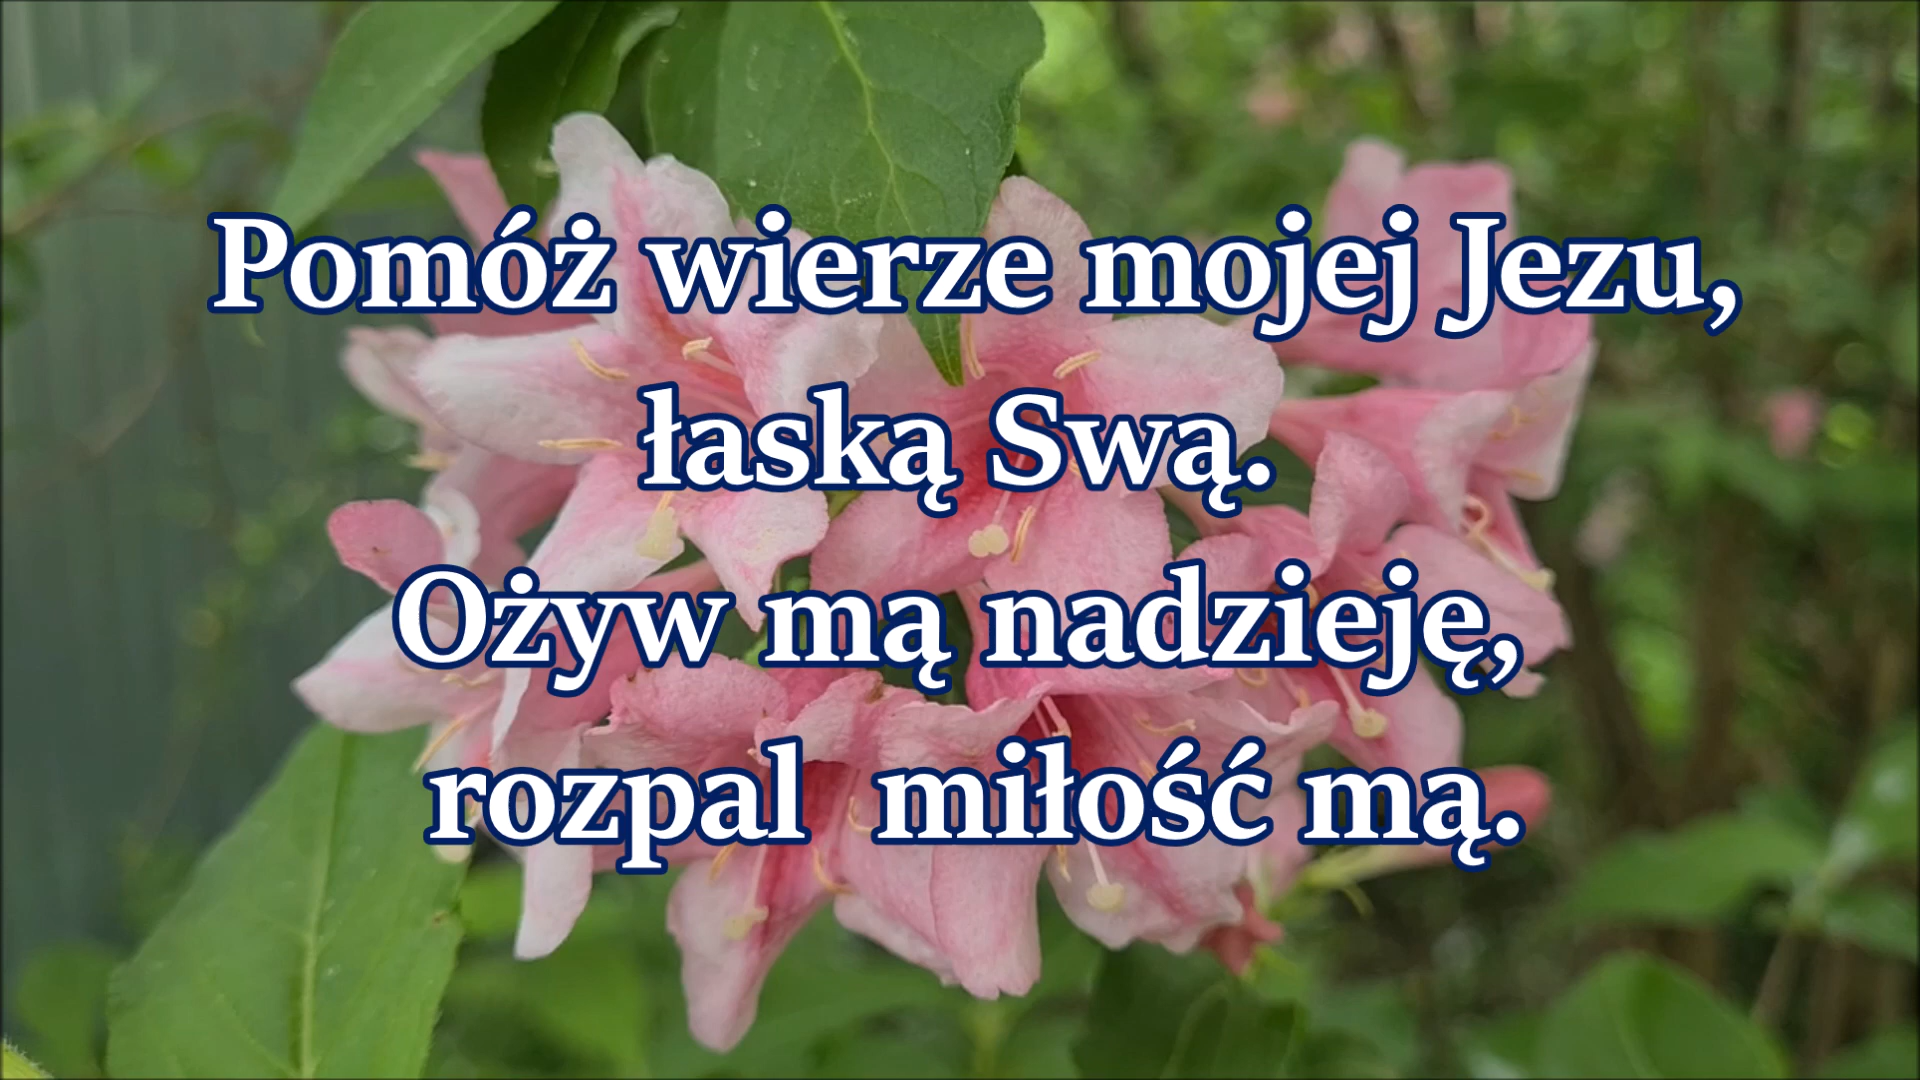 Pomóż wierze mojej Jezu,
łaską Swą.
Ożyw mą nadzieję,
rozpal  miłość mą.